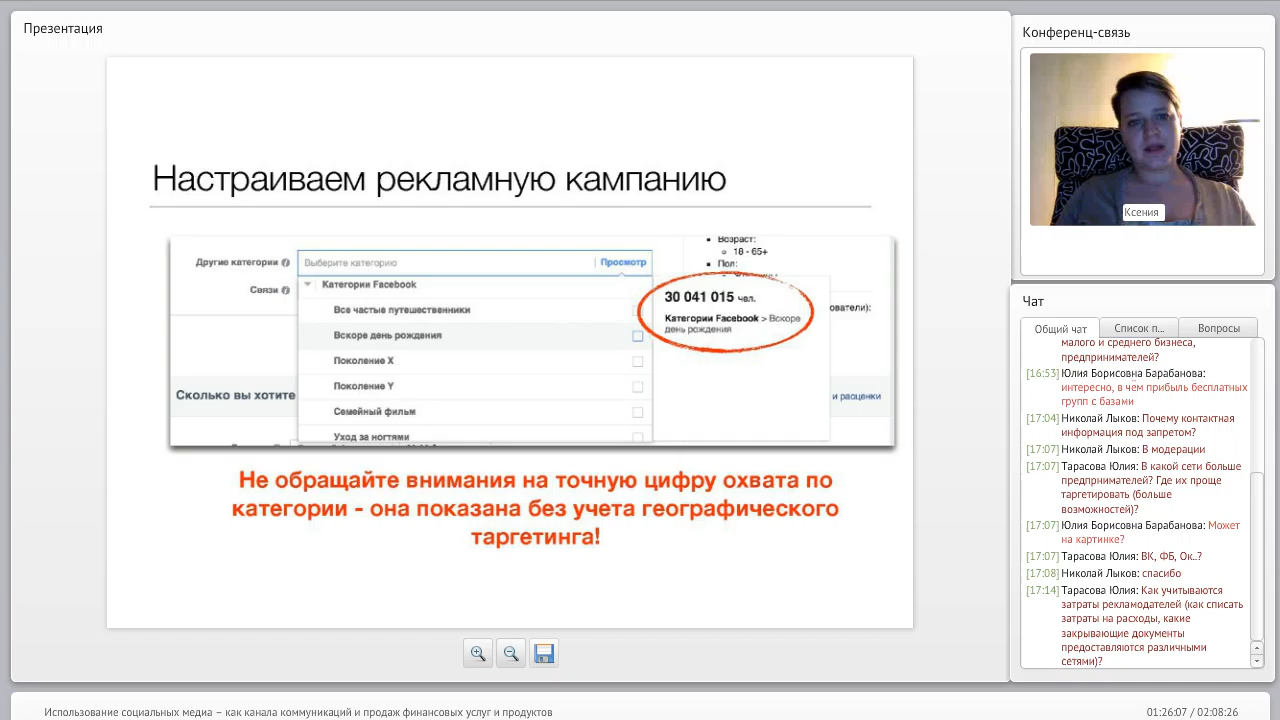 Презентация
Настраиваем рекламную кампанию
Другие категории
Выберите категорию
Просмотр
Связи
Категории Facebook
Все частые путешественники
Вскоре день рождения
Поколение X
Поколение Y
Семейный фильм
Уход за ногтями
Сколько вы хотите
Возраст:
18 - 65+
Пол:
30 041 015 чел.
Категории Facebook > Вскоре
день рождения
ователи):
и расценки
Не обращайте внимания на точную цифру охвата по
категории - она показана без учета географического
таргетинга!
Конференц-связь
Ксения
Чат
Общий чат
Список п...
Вопросы
малого и среднего бизнеса,
предпринимателей?
[16:53] Юлия Борисовна Барабанова:
интересно, в чём прибыль бесплатных
групп с базами
[17:04] Николай Лыков: Почему контактная
информация под запретом?
[17:07] Николай Лыков: В модерации
[17:07] Тарасова Юлия: В какой сети больше
предпринимателей? Где их проще
таргетировать (больше
возможностей)?
[17:07] Юлия Борисовна Барабанова: Может
на картинке?
[17:07] Тарасова Юлия: ВК, ФБ, Ок..?
[17:08] Николай Лыков: спасибо
[17:14] Тарасова Юлия: Как учитываются
затраты рекламодателей (как списать
затраты на расходы, какие
закрывающие документы
предоставляются различными
сетями)?
Использование социальных медиа – как канала коммуникаций и продаж финансовых услуг и продуктов
01:26:07 / 02:08:26